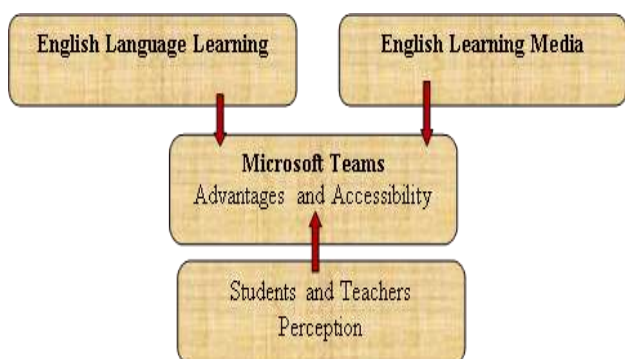 English Language Learning
English Learning Media
Microsoft Teams
Advantages and Accessibility
Students and Teachers
Perception